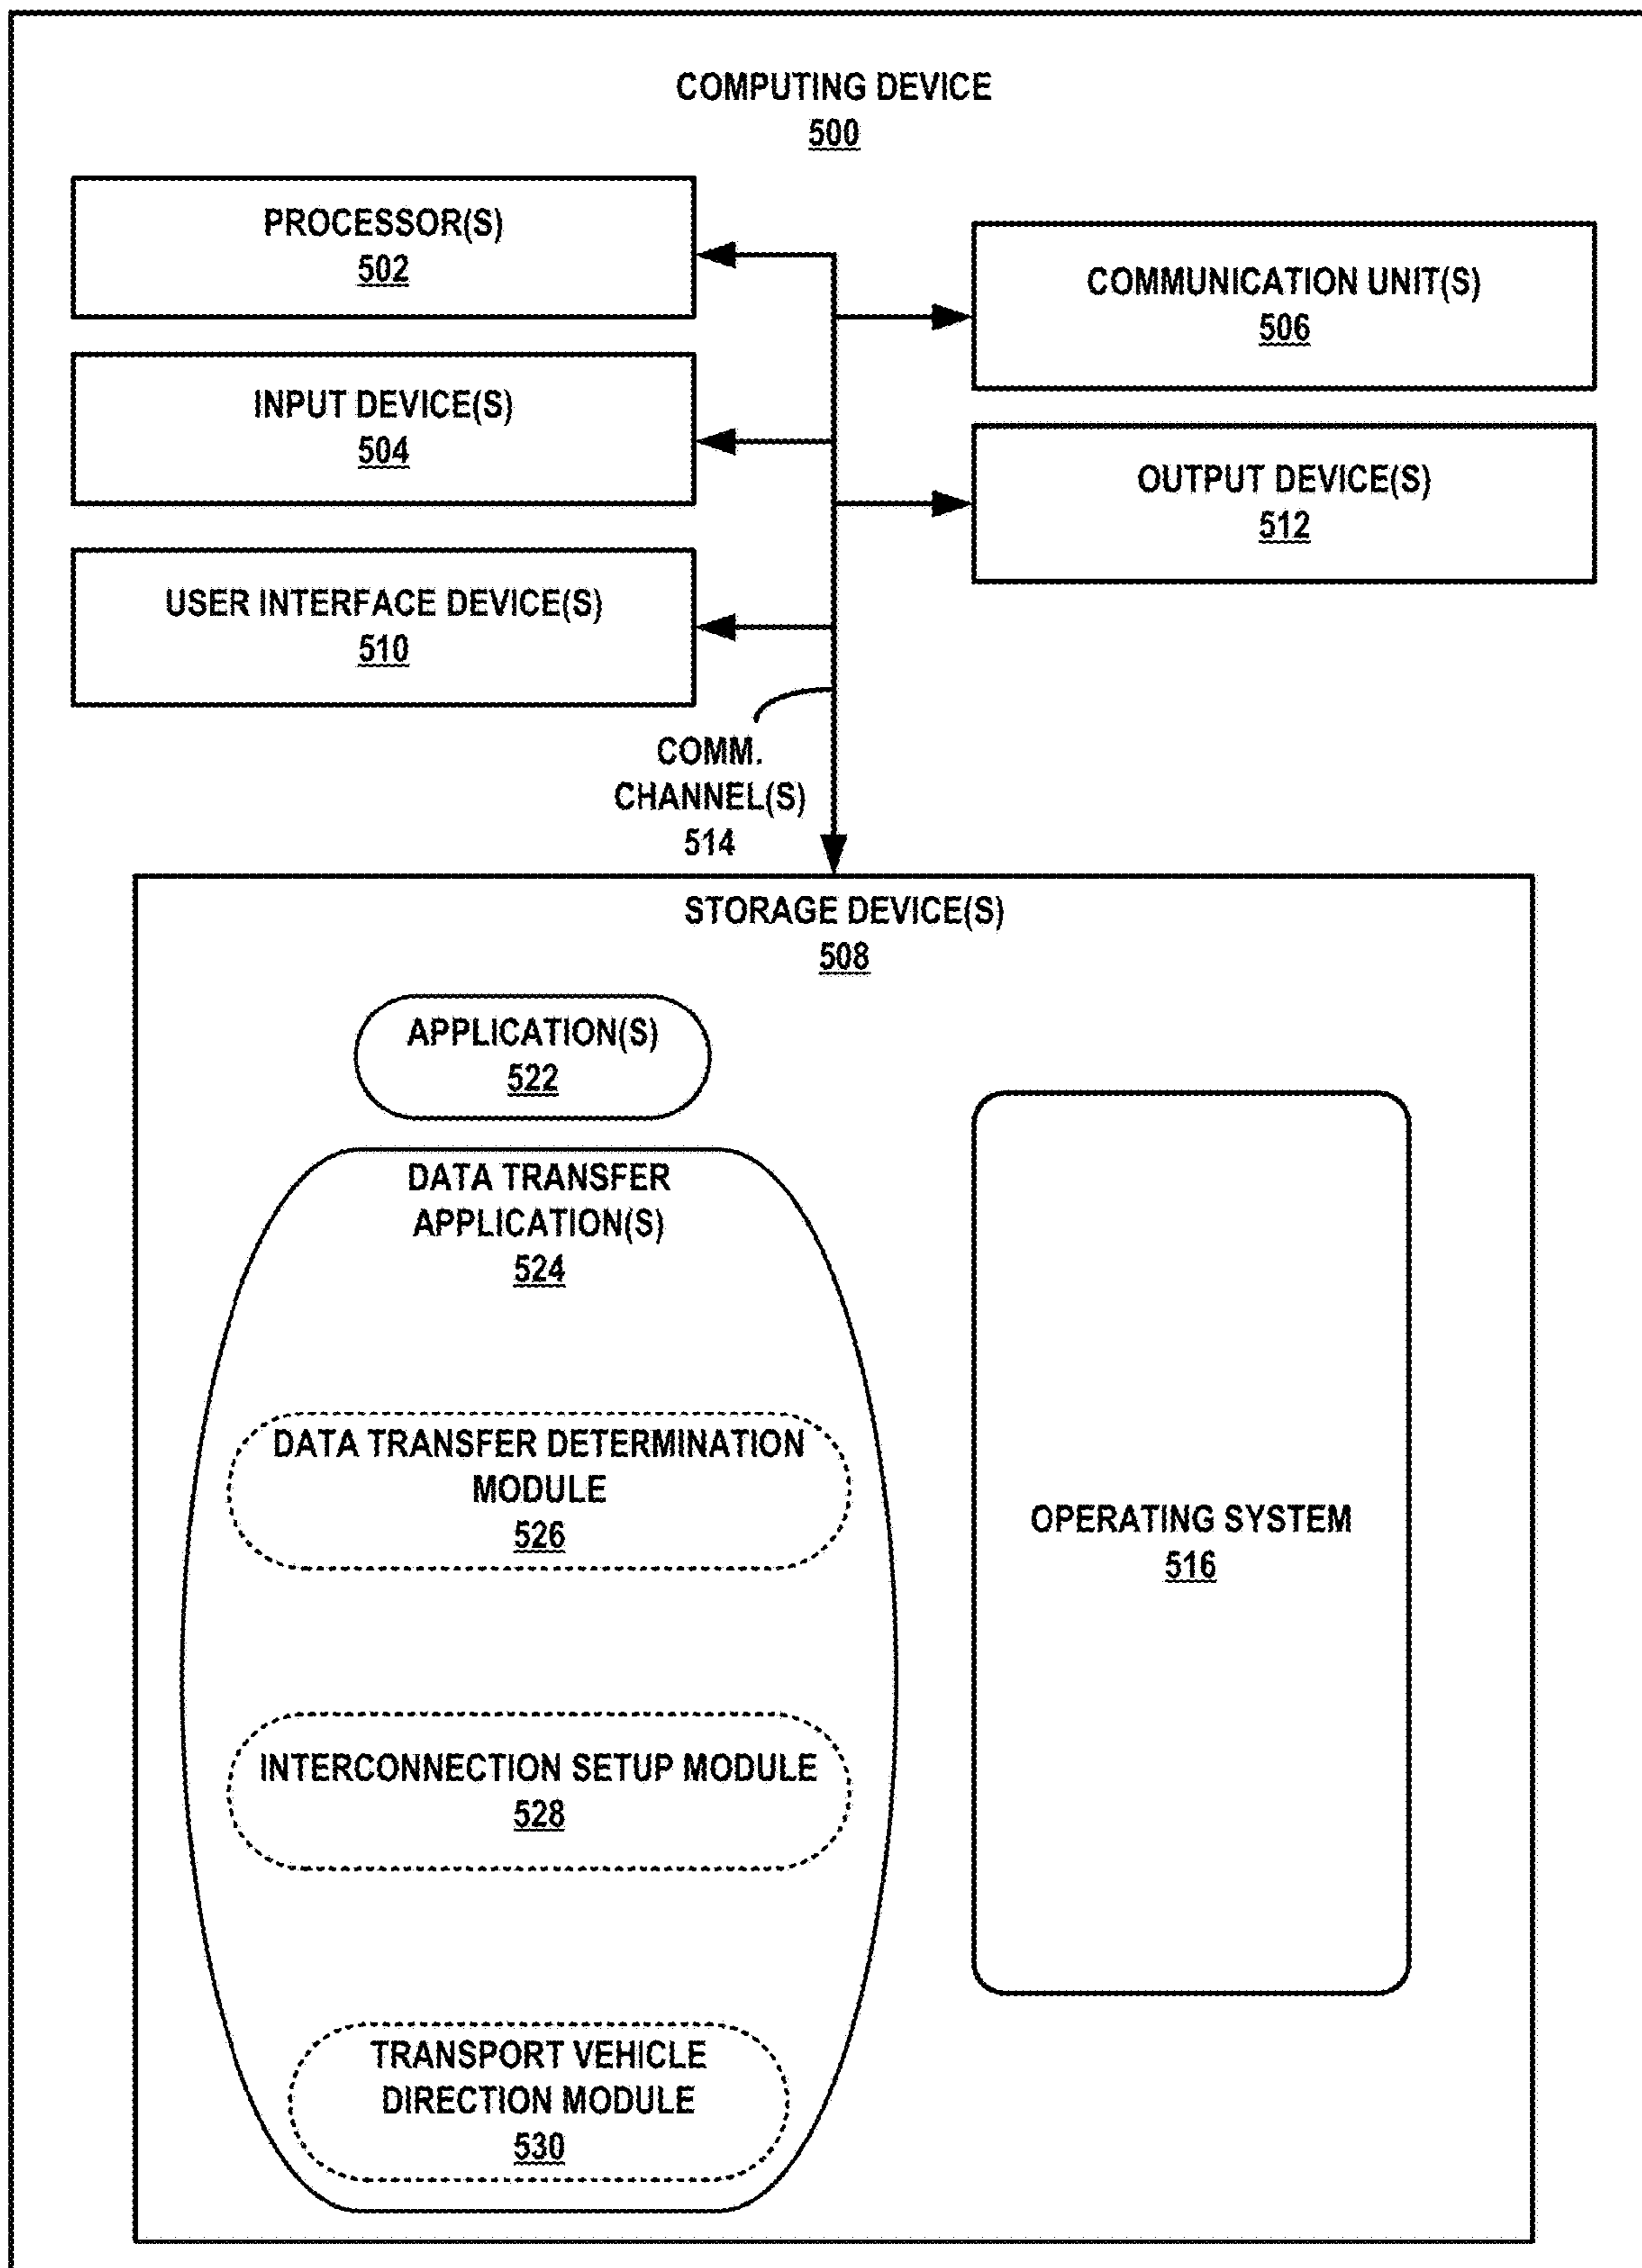 COMPUTING DEVICE
500
PROCESSOR(S)
502
COMMUNICATION UNIT(S)
506
INPUT DEVICE(S)
504
OUTPUT DEVICE(S)
512
USER INTERFACE DEVICE(S)
510
COMM.
CHANNEL(S)
514
STORAGE DEVICE(S)
508
APPLICATION(S)
522
DATA TRANSFER
APPLICATION(S)
524
DATA TRANSFER DETERMINATION
MODULE
526
OPERATING SYSTEM
516
INTERCONNECTION SETUP MODULE
528
TRANSPORT VEHICLE
DIRECTION MODULE
530